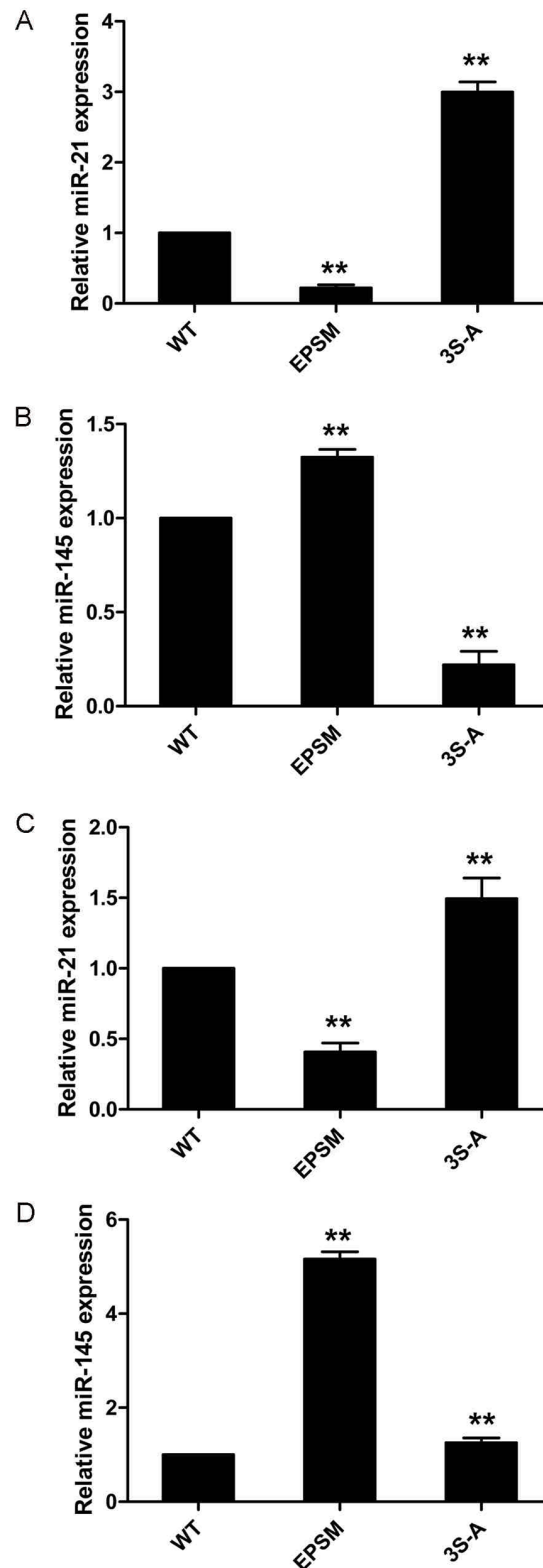 A
Relative miR-21 expression
4
3
2
1
0
**
**
WT
EPSM
3S-A
B
Relative miR-145 expression
1.5
1.0
0.5
0.0
**
**
WT
EPSM
3S-A
C
Relative miR-21 expression
2.0
1.5
1.0
0.5
0.0
**
**
WT
EPSM
3S-A
D
Relative miR-145 expression
6
4
2
0
**
**
WT
EPSM
3S-A